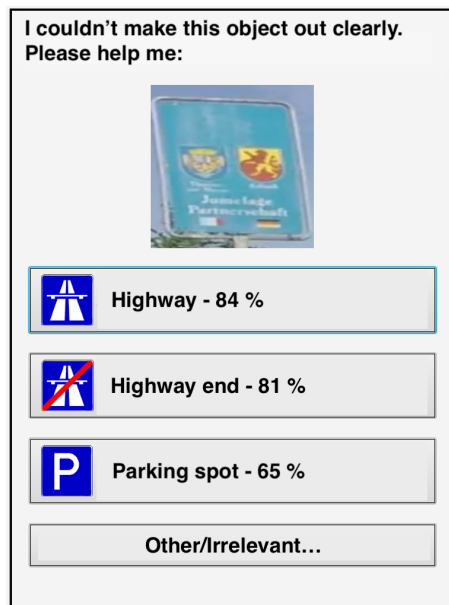 I couldn't make this object out clearly.
Please help me:
Jumelage
Partnerschaft
Highway - 84 %
Highway end - 81 %
P
Parking spot - 65 %
Other/Irrelevant...